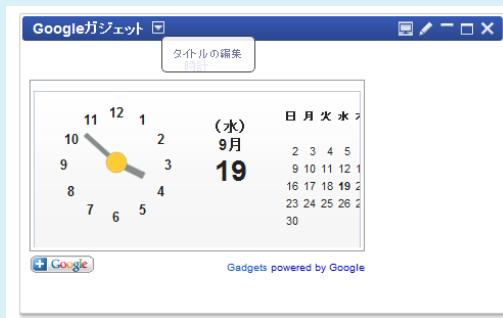 Googleガジェット
タイトルの編集
時計
12
11 1
10 2
9 3
8 4
7 5
6
(水)
9月
19
日 月 火 水
2 3 4 5
9 10 11 12 1
16 17 18 19 2
23 24 25 26 2
30
Google
Gadgets powered by Google